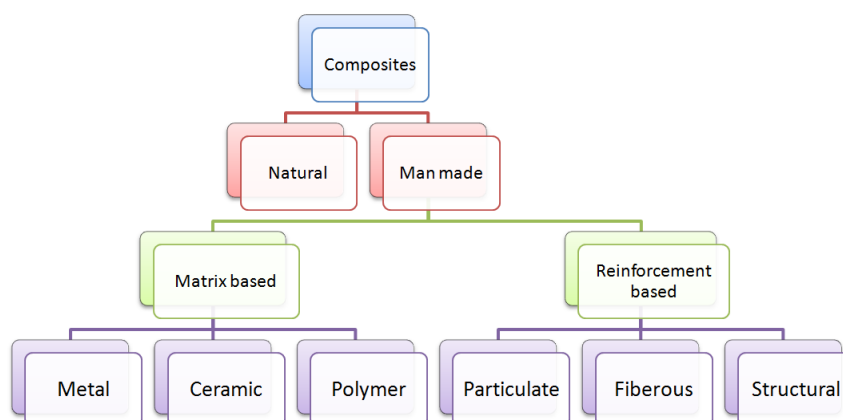 Composites
Natural
Man made
Matrix based
Reinforcement
based
Metal
Ceramic
Polymer
Particulate
Fiberous
Structural